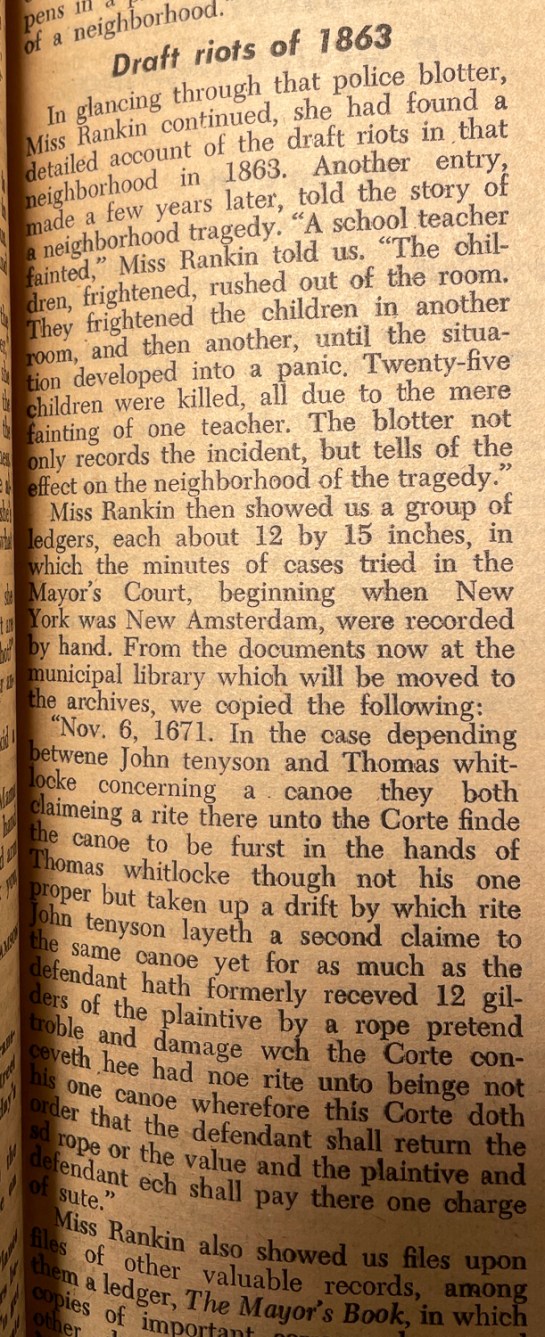 pens in a
of a neighborhood.
Draft riots of 1863
In glancing through that police blotter,
Miss Rankin continued, she had found a
detailed account of the draft riots in that
neighborhood in 1863. Another entry,
made a few years later, told the story of
a neighborhood tragedy. “A school teacher
fainted,” Miss Rankin told us. “The chil-
dren, frightened, rushed out of the room.
They frightened the children in another
room, and then another, until the situa-
tion developed into a panic. Twenty-five
children were killed, all due to the mere
fainting of one teacher. The blotter not
only records the incident, but tells of the
effect on the neighborhood of the tragedy.”
Miss Rankin then showed us a group of
ledgers, each about 12 by 15 inches, in
which the minutes of cases tried in the
Mayor’s Court, beginning when New
York was New Amsterdam, were recorded
by hand. From the documents now at the
municipal library which will be moved to
the archives, we copied the following:
“Nov. 6, 1671. In the case depending
betwene John tenyson and Thomas whit-
locke concerning a canoe they both
claimeing a rite there unto the Corte finde
the canoe to be furst in the hands of
Thomas whitlocke though not his one
proper but taken up a drift by which rite
John tenyson layeth a second claime to
the same canoe yet for as much as the
defendant hath formerly receved 12 gil-
ders of the plaintive by a rope pretend
troble and damage wch the Corte con-
ceveth hee had noe rite unto beinge not
his one canoe wherefore this Corte doth
order that the defendant shall return the
sd rope or the value and the plaintive and
defendant ech shall pay there one charge
of sute.”
Miss Rankin also showed us files upon
files of other valuable records, among
them a ledger, The Mayor’s Book, in which
copies of important
other